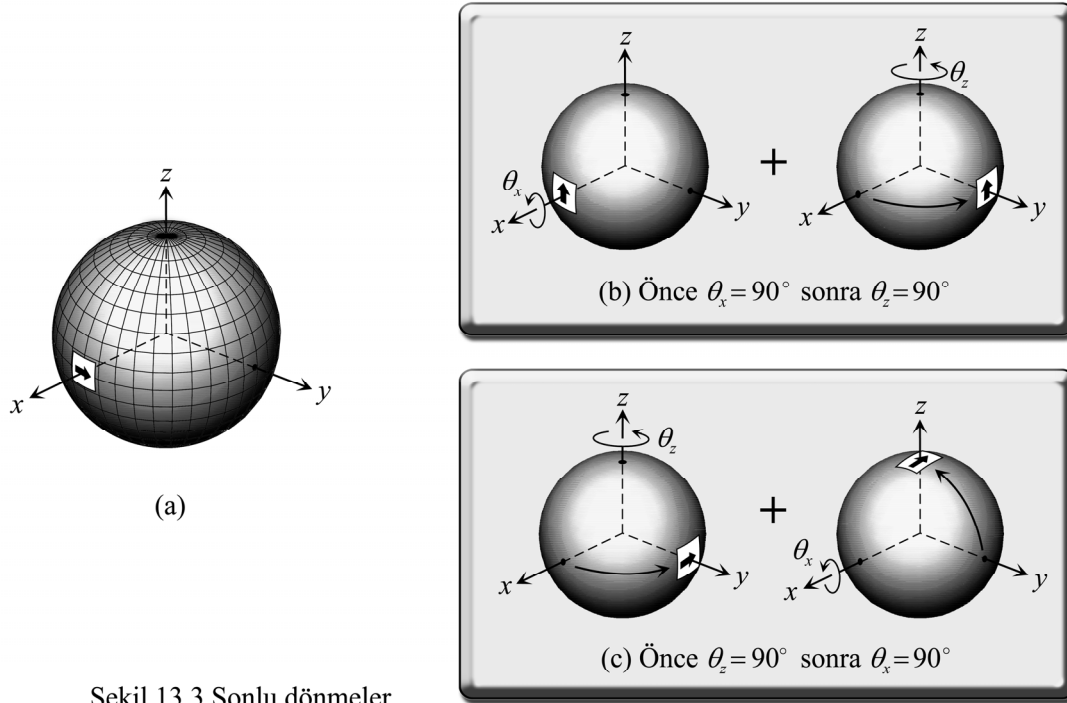 z
x
y
(a)
z
θx
x
y
+
z
θz
x
y
(b) Önce θx = 90° sonra θz = 90°
z
θz
x
y
+
z
θx
x
y
(c) Önce θz = 90° sonra θx = 90°
Şekil 13.3 Sonlu dönmeler